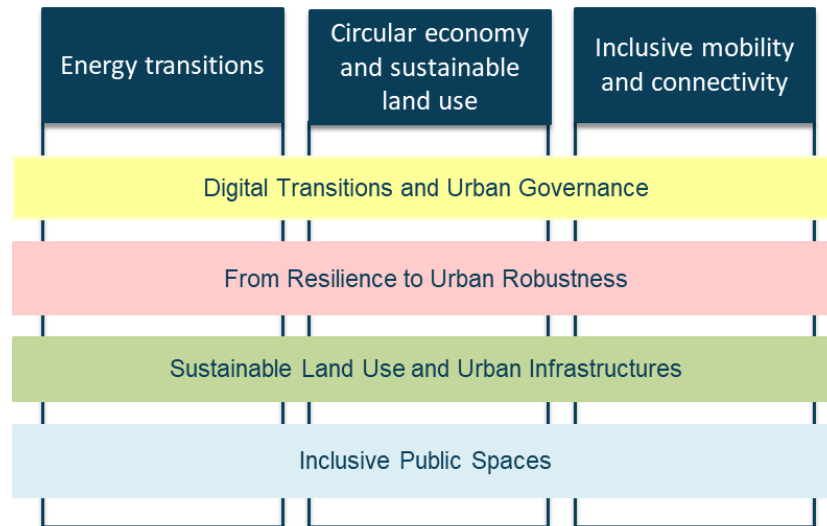 Energy transitions
Circular economy
and sustainable
land use
Inclusive mobility
and connectivity
Digital Transitions and Urban Governance
From Resilience to Urban Robustness
Sustainable Land Use and Urban Infrastructures
Inclusive Public Spaces